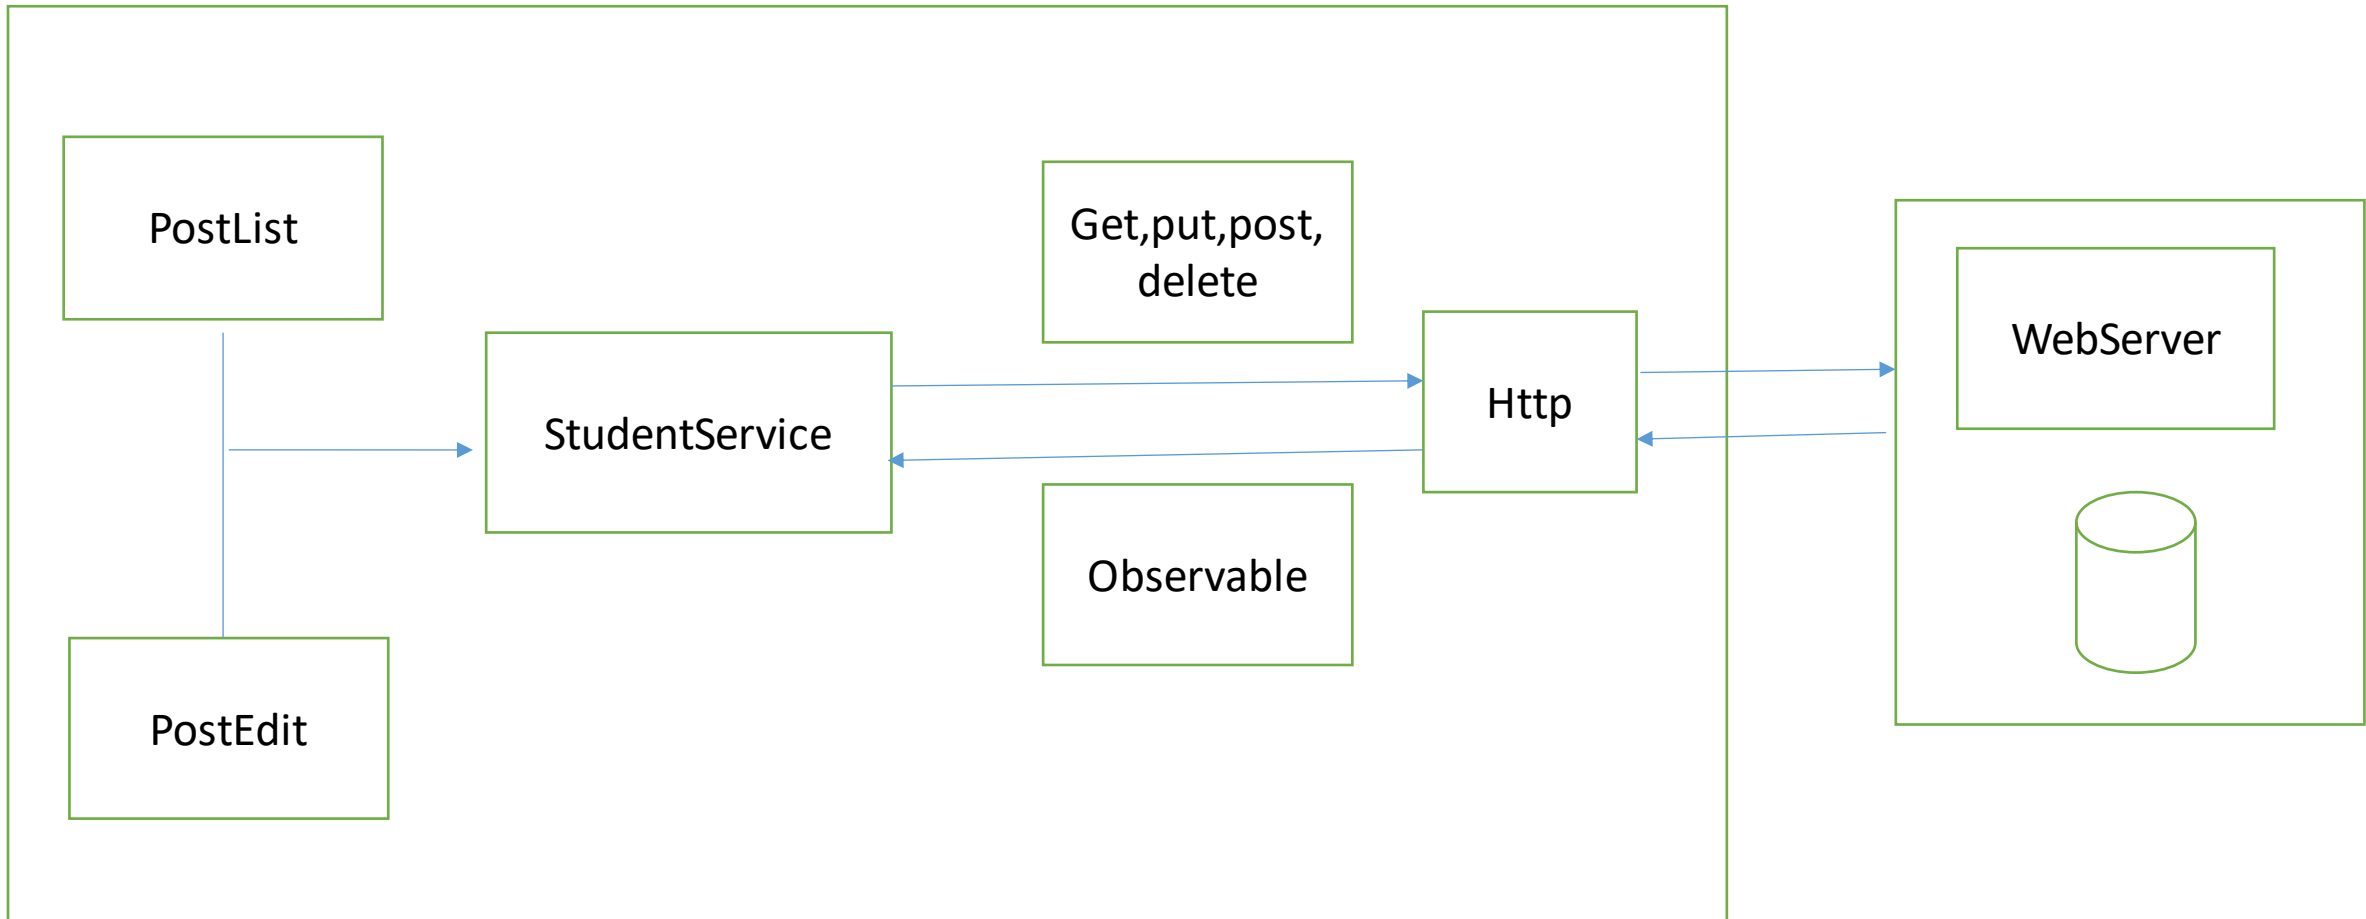 PostList
Get,put,post,
delete
WebServer
Http
StudentService
Observable
PostEdit